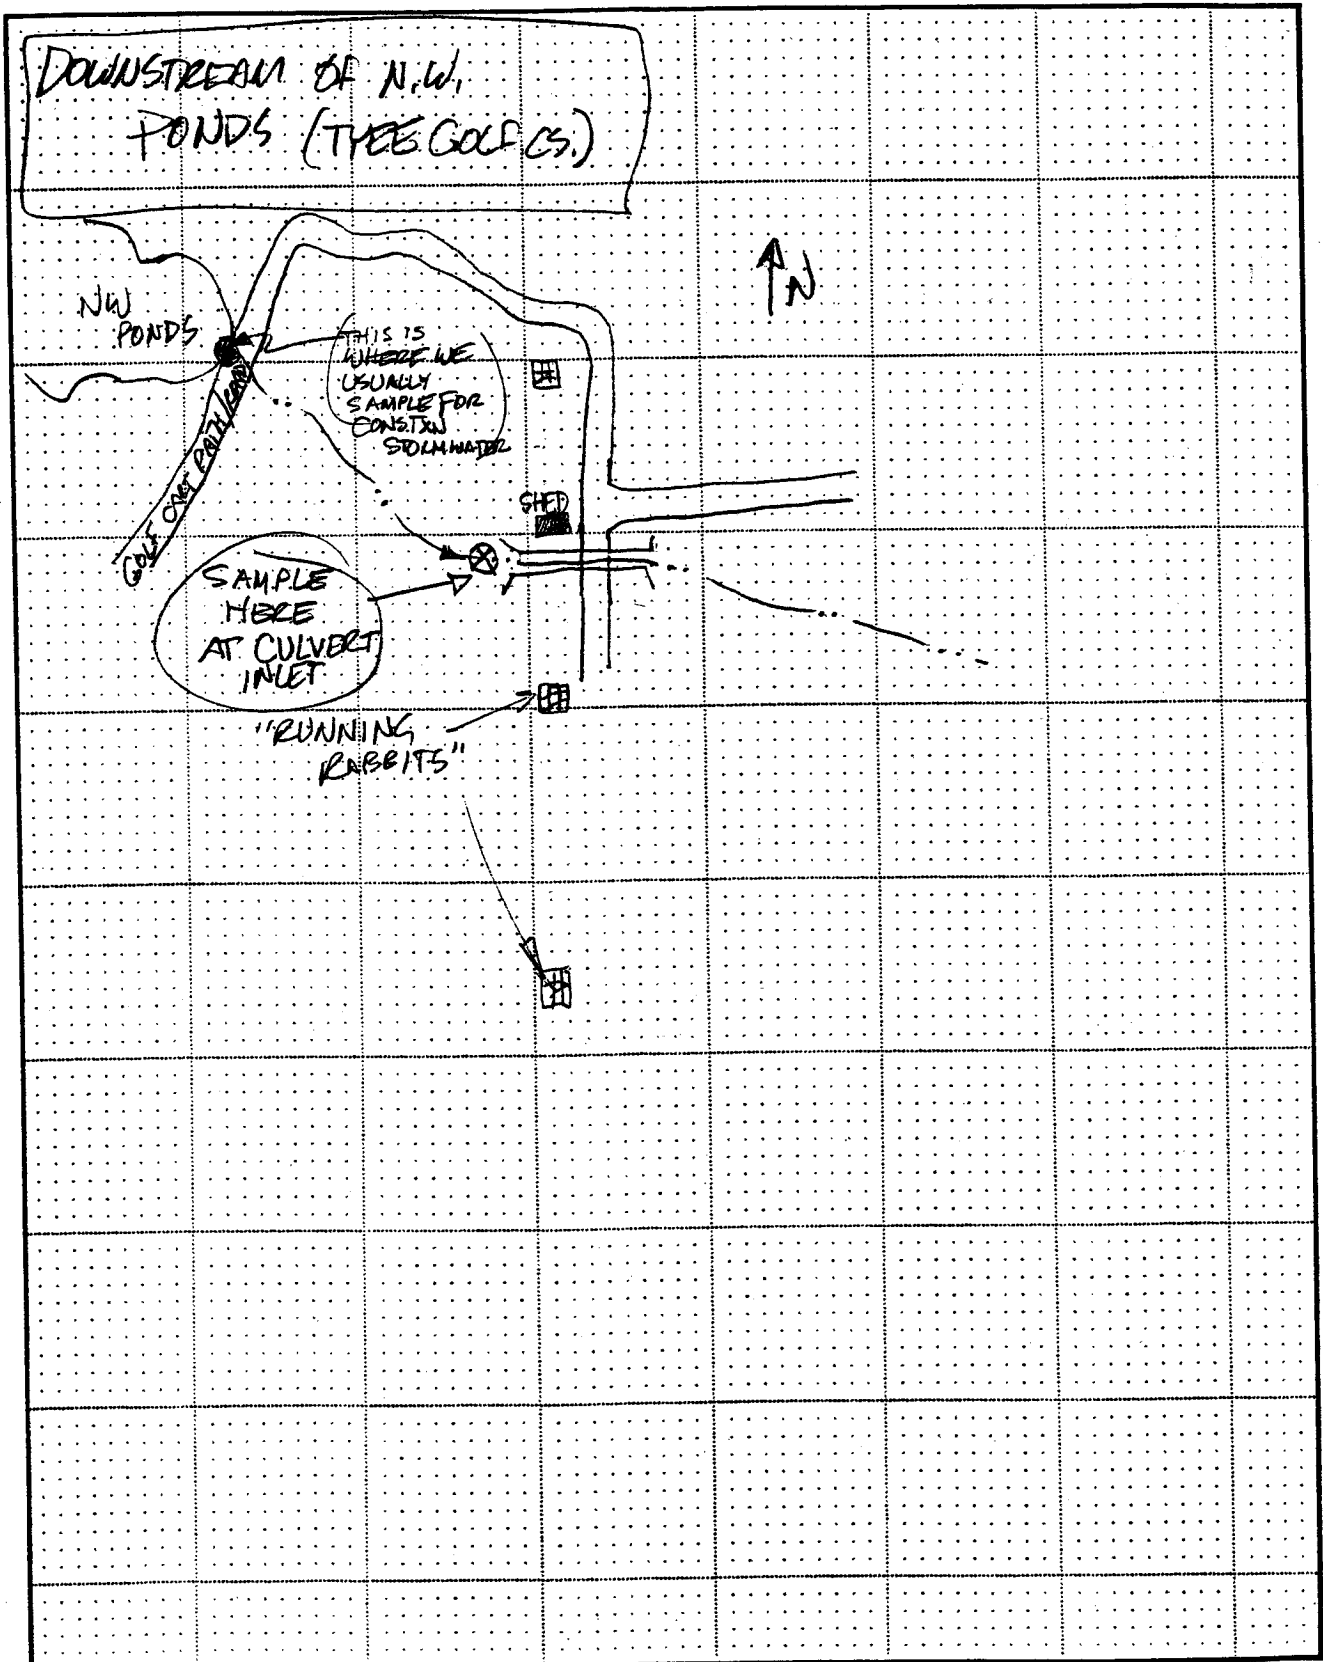 DOWNSTREAM OF N.W.
PONDS (TYEE GOLF CS.)
N
NW
PONDS
THIS IS
WHERE WE
USUALLY
SAMPLE FOR
CONSTXN
STORMWATER
GOLF CART PATH/ROAD
SHED
SAMPLE
HERE
AT CULVERT
INLET
"RUNNING
RABBITS"